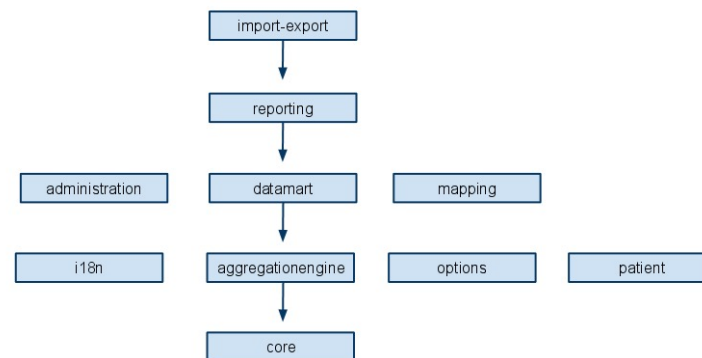 import-export
reporting
administration
datamart
mapping
i18n
aggregationengine
options
patient
core